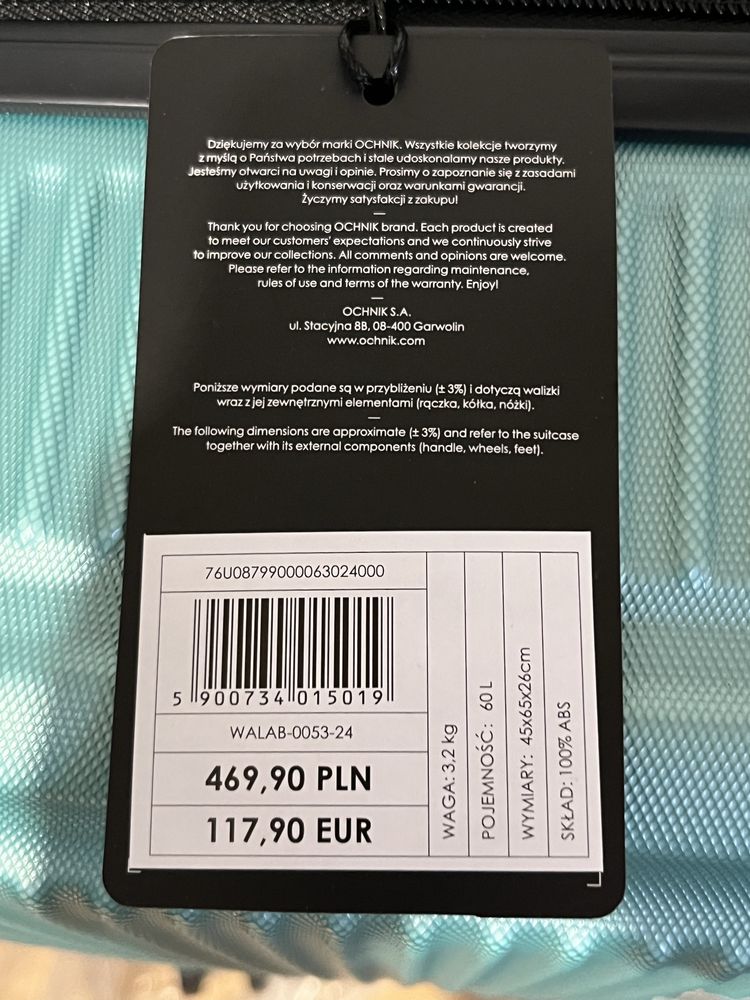 Dziękujemy za wybór marki OCHNIK. Wszystkie kolekcje tworzymy
z myślą o Państwa potrzebach i stale udoskonalamy nasze produkty.
Jesteśmy otwarci na uwagi i opinie. Prosimy o zapoznanie się z zasadami
użytkowania i konserwacji oraz warunkami gwarancji.
Życzymy satysfakcji z zakupu!
—
Thank you for choosing OCHNIK brand. Each product is created
to meet our customers' expectations and we continuously strive
to improve our collections. All comments and opinions are welcome.
Please refer to the information regarding maintenance,
rules of use and terms of the warranty. Enjoy!
—
OCHNIK S.A.
ul. Stacyjna 8B, 08-400 Garwolin
www.ochnik.com
Poniższe wymiary podane są w przybliżeniu (± 3%) i dotyczą walizki
wraz z jej zewnętrznymi elementami (rączka, kółka, nóżki).
—
The following dimensions are approximate (± 3%) and refer to the suitcase
together with its external components (handle, wheels, feet).
76U08799000063024000
5 900734 015019
WALAB-0053-24
469,90 PLN
117,90 EUR
WAGA: 3,2 kg
POJEMNOŚĆ: 60 L
WYMIARY: 45x65x26cm
SKŁAD: 100% ABS